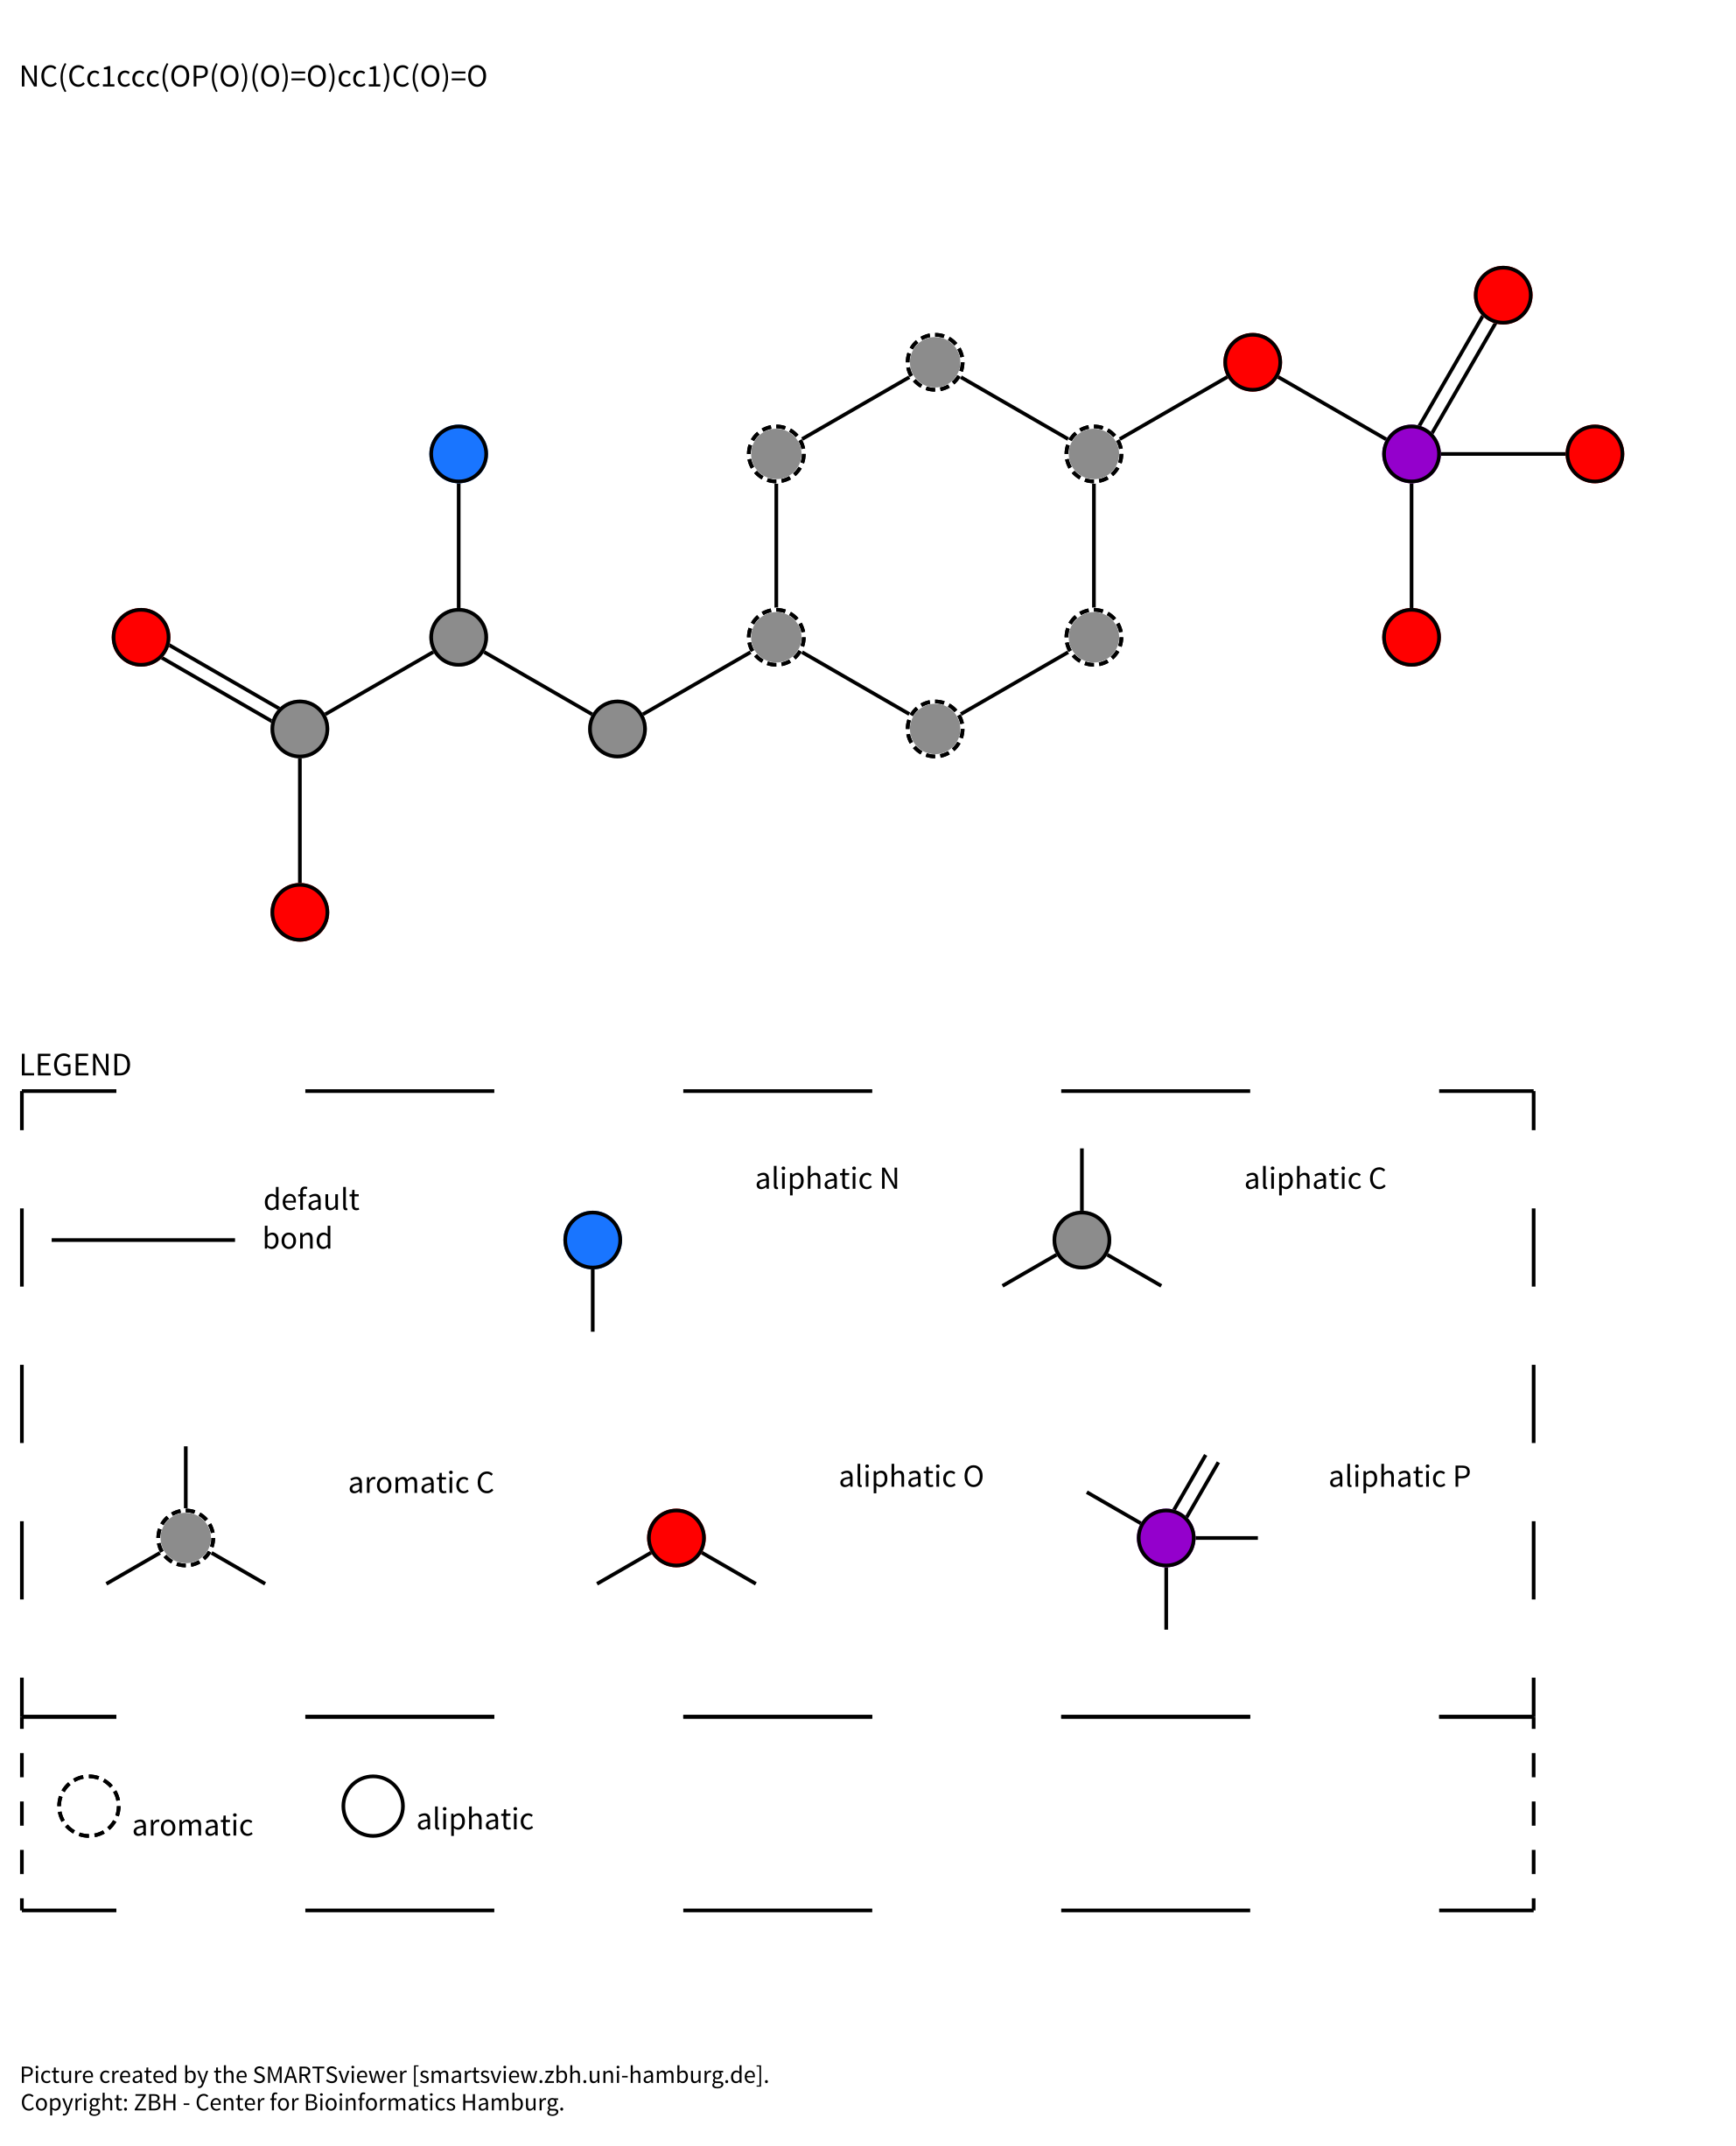 NC(Cc1ccc(OP(O)(O)=O)cc1)C(O)=O
LEGEND
default
bond
aliphatic N
aliphatic C
aromatic C
aliphatic O
aliphatic P
aromatic
aliphatic
Picture created by the SMARTSviewer [smartsview.zbh.uni-hamburg.de].
Copyright: ZBH - Center for Bioinformatics Hamburg.